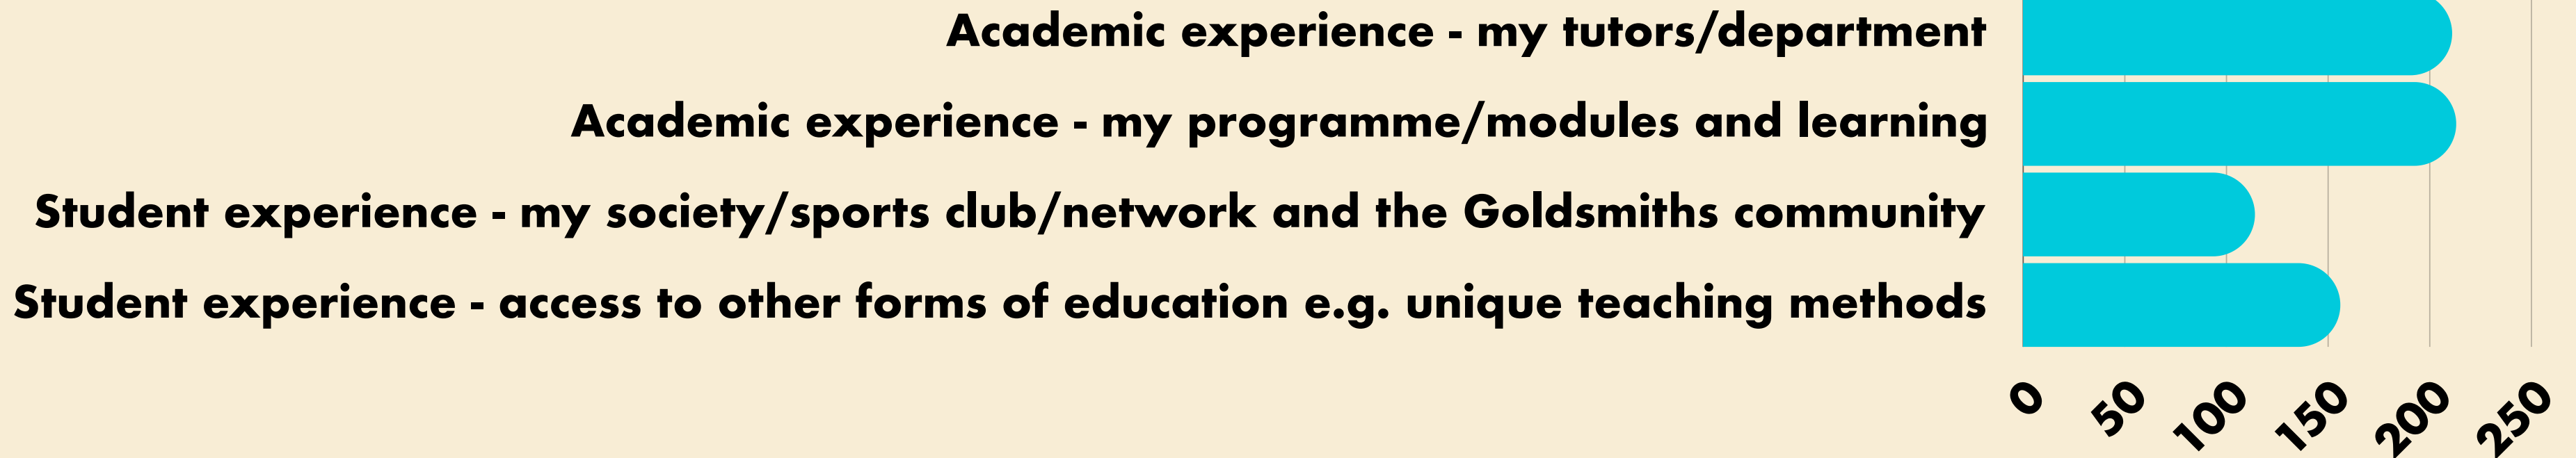 Academic experience - my tutors/department
Academic experience - my programme/modules and learning
Student experience - my society/sports club/network and the Goldsmiths community
Student experience - access to other forms of education e.g. unique teaching methods
0
50
100
150
200
250